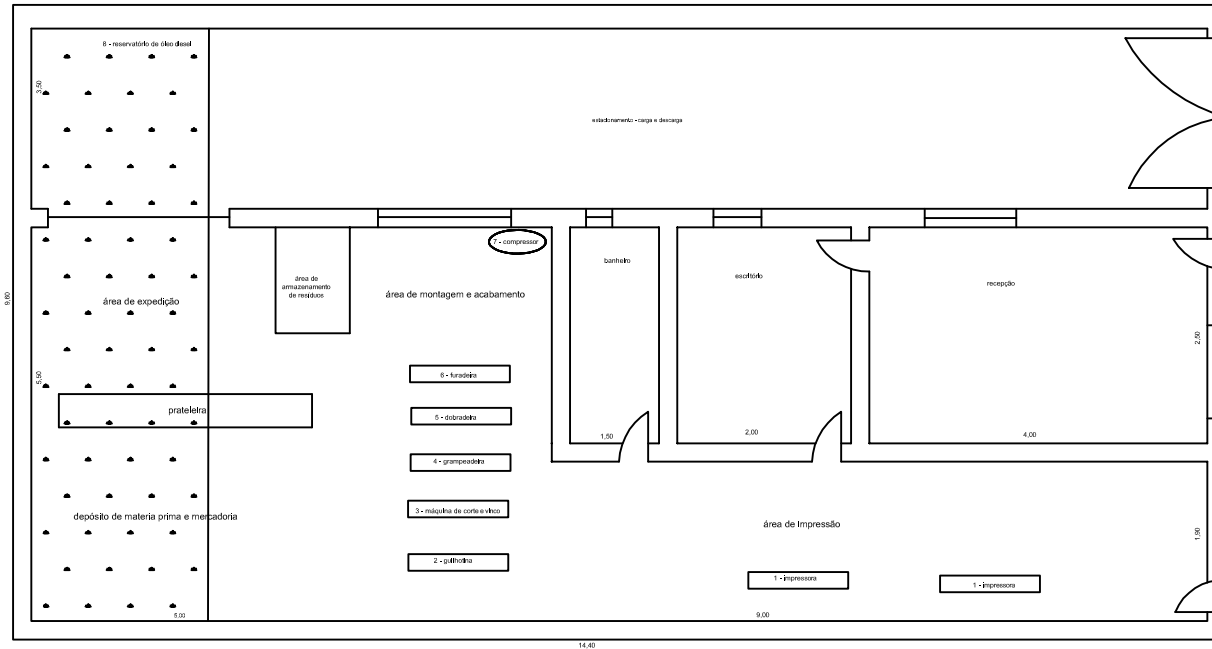 8 - reservatório de óleo diesel
3,50
estacionamento - carga e descarga
7 - compressor
banheiro
escritório
recepção
área de
armazenamento
de resíduos
área de expedição
área de montagem e acabamento
9,60
2,50
6 - furadeira
5,50
prateleira
5 - dobradeira
1,50
2,00
4,00
4 - grampeadeira
3 - máquina de corte e vinco
depósito de materia prima e mercadoria
área de Impressão
1,90
2 - guilhotina
1 - impressora
1 - impressora
5,00
9,00
14,40